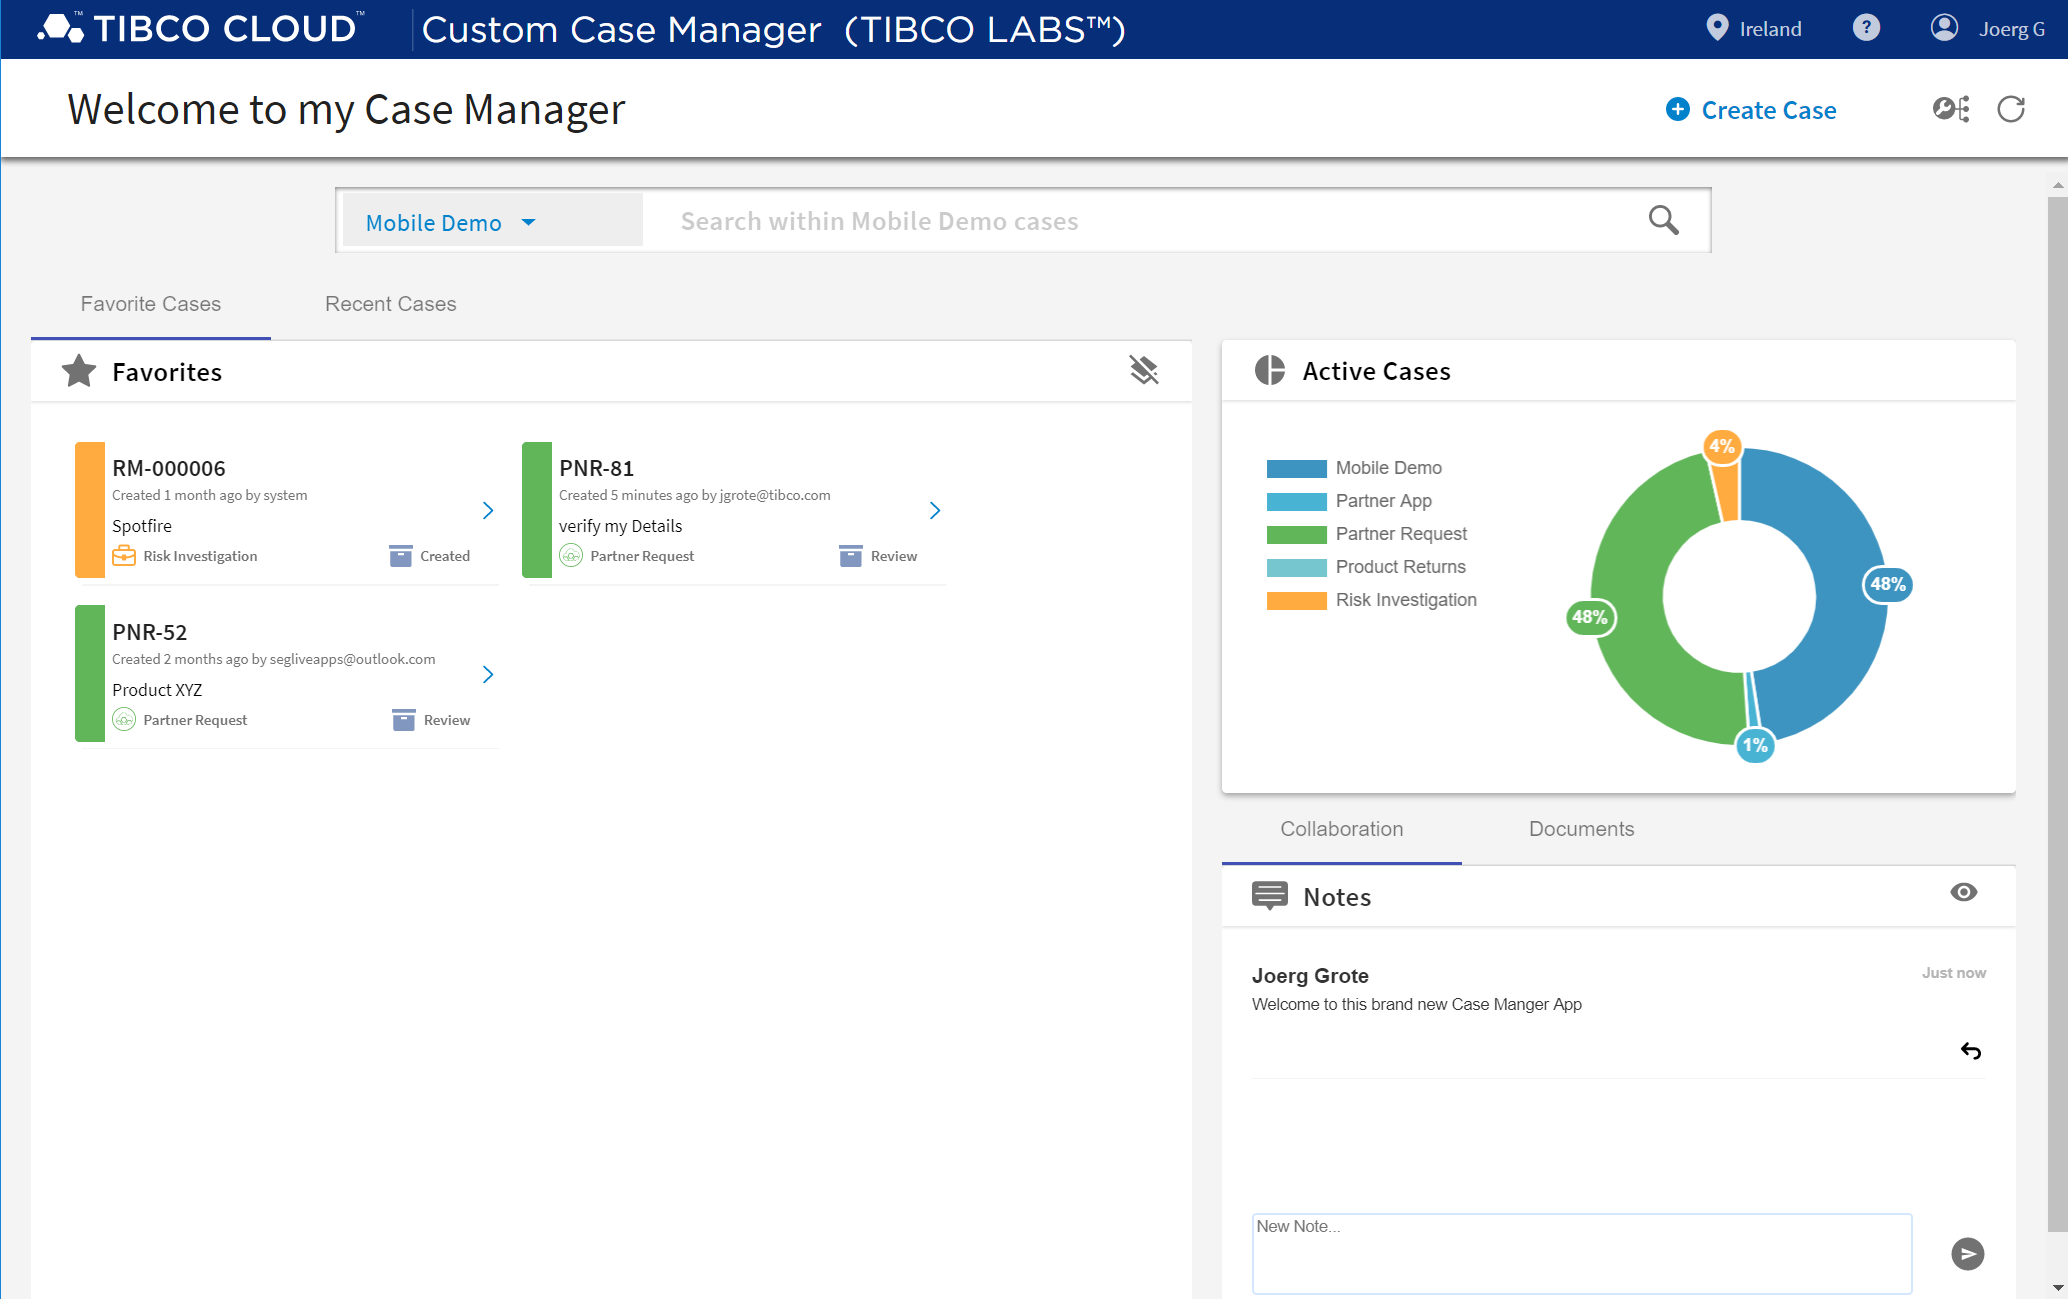 TIBCO CLOUD™ Custom Case Manager (TIBCO LABS™)
Ireland ? Joerg G
Welcome to my Case Manager
Create Case
Mobile Demo Search within Mobile Demo cases
Favorite Cases Recent Cases
Favorites
RM-000006
Created 1 month ago by system
Spotfire
Risk Investigation Created
PNR-81
Created 5 minutes ago by jgrote@tibco.com
verify my Details
Partner Request Review
PNR-52
Created 2 months ago by segliveapps@outlook.com
Product XYZ
Partner Request Review
Active Cases
Mobile Demo
Partner App
Partner Request
Product Returns
Risk Investigation
4%
48%
48%
1%
Collaboration Documents
Notes
Joerg Grote Just now
Welcome to this brand new Case Manger App
New Note...